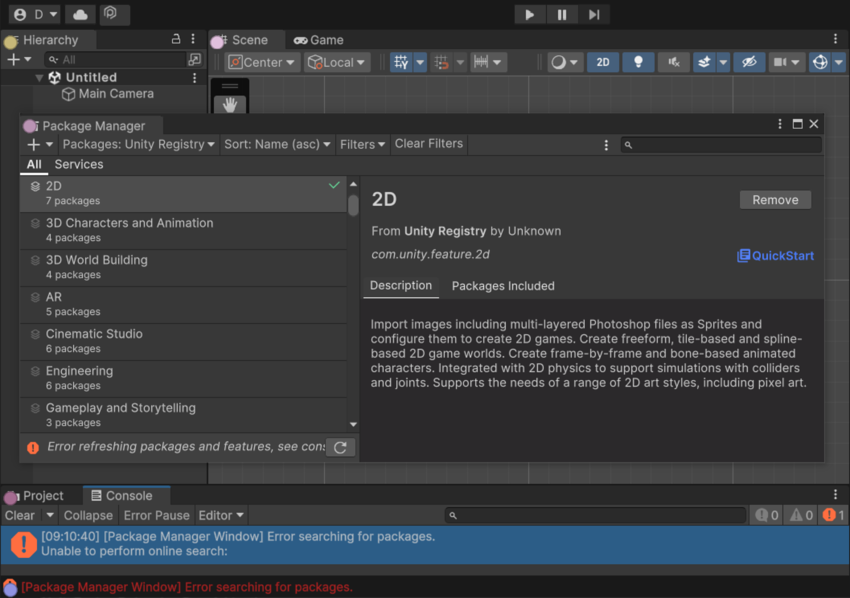 D
Hierarchy
All
Untitled
Main Camera
Scene
Game
Center
Local
2D
Package Manager
Packages: Unity Registry
Sort: Name (asc)
Filters
Clear Filters
All
Services
2D
7 packages
3D Characters and Animation
4 packages
3D World Building
4 packages
AR
5 packages
Cinematic Studio
6 packages
Engineering
6 packages
Gameplay and Storytelling
3 packages
Error refreshing packages and features, see cons
2D
Remove
From Unity Registry by Unknown
com.unity.feature.2d
QuickStart
Description
Packages Included
Import images including multi-layered Photoshop files as Sprites and
configure them to create 2D games. Create freeform, tile-based and spline-
based 2D game worlds. Create frame-by-frame and bone-based animated
characters. Integrated with 2D physics to support simulations with colliders
and joints. Supports the needs of a range of 2D art styles, including pixel art.
Project
Console
Clear
Collapse
Error Pause
Editor
0
0
1
[09:10:40] [Package Manager Window] Error searching for packages.
Unable to perform online search:
[Package Manager Window] Error searching for packages.